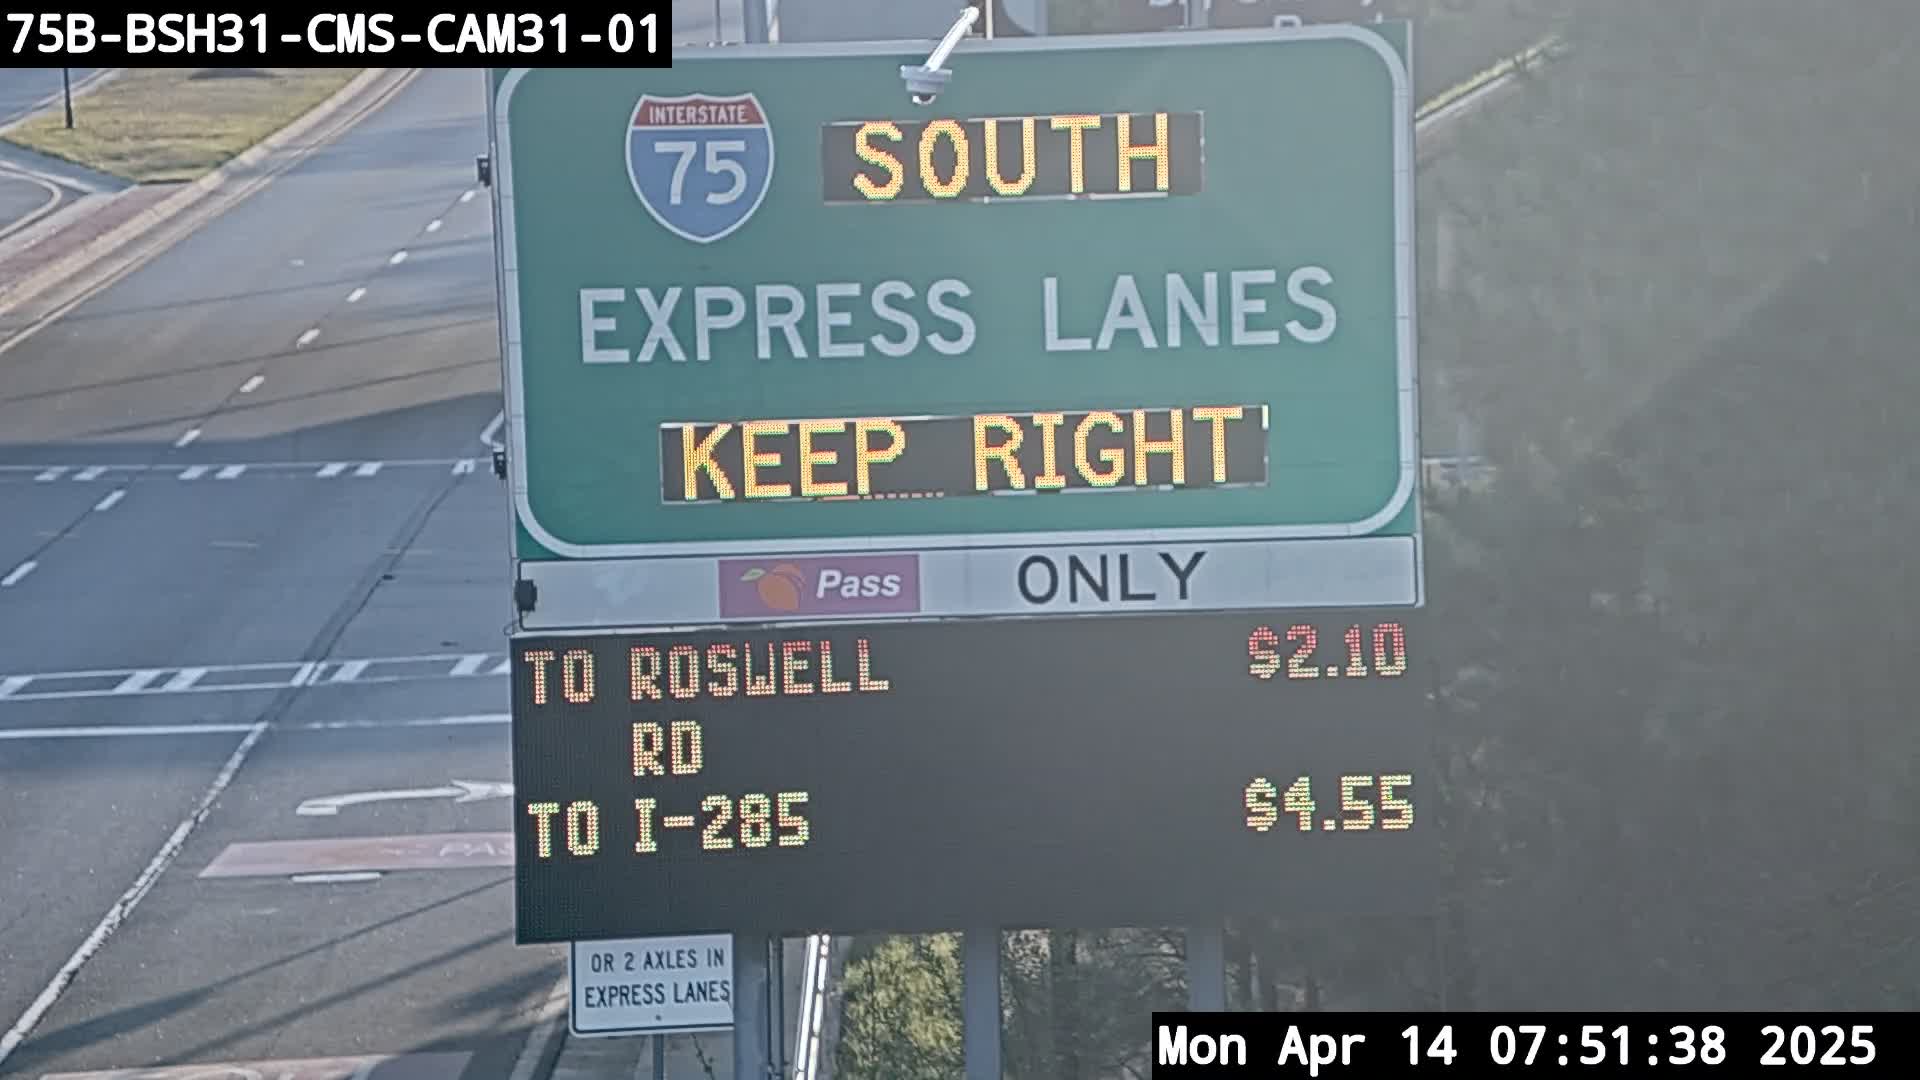 75B-BSH31-CMS-CAM31-01
INTERSTATE
75
SOUTH
EXPRESS LANES
KEEP RIGHT
Pass ONLY
TO ROSWELL $2.10
RD
TO I-285 $4.55
OR 2 AXLES IN
EXPRESS LANES
Mon Apr 14 07:51:38 2025